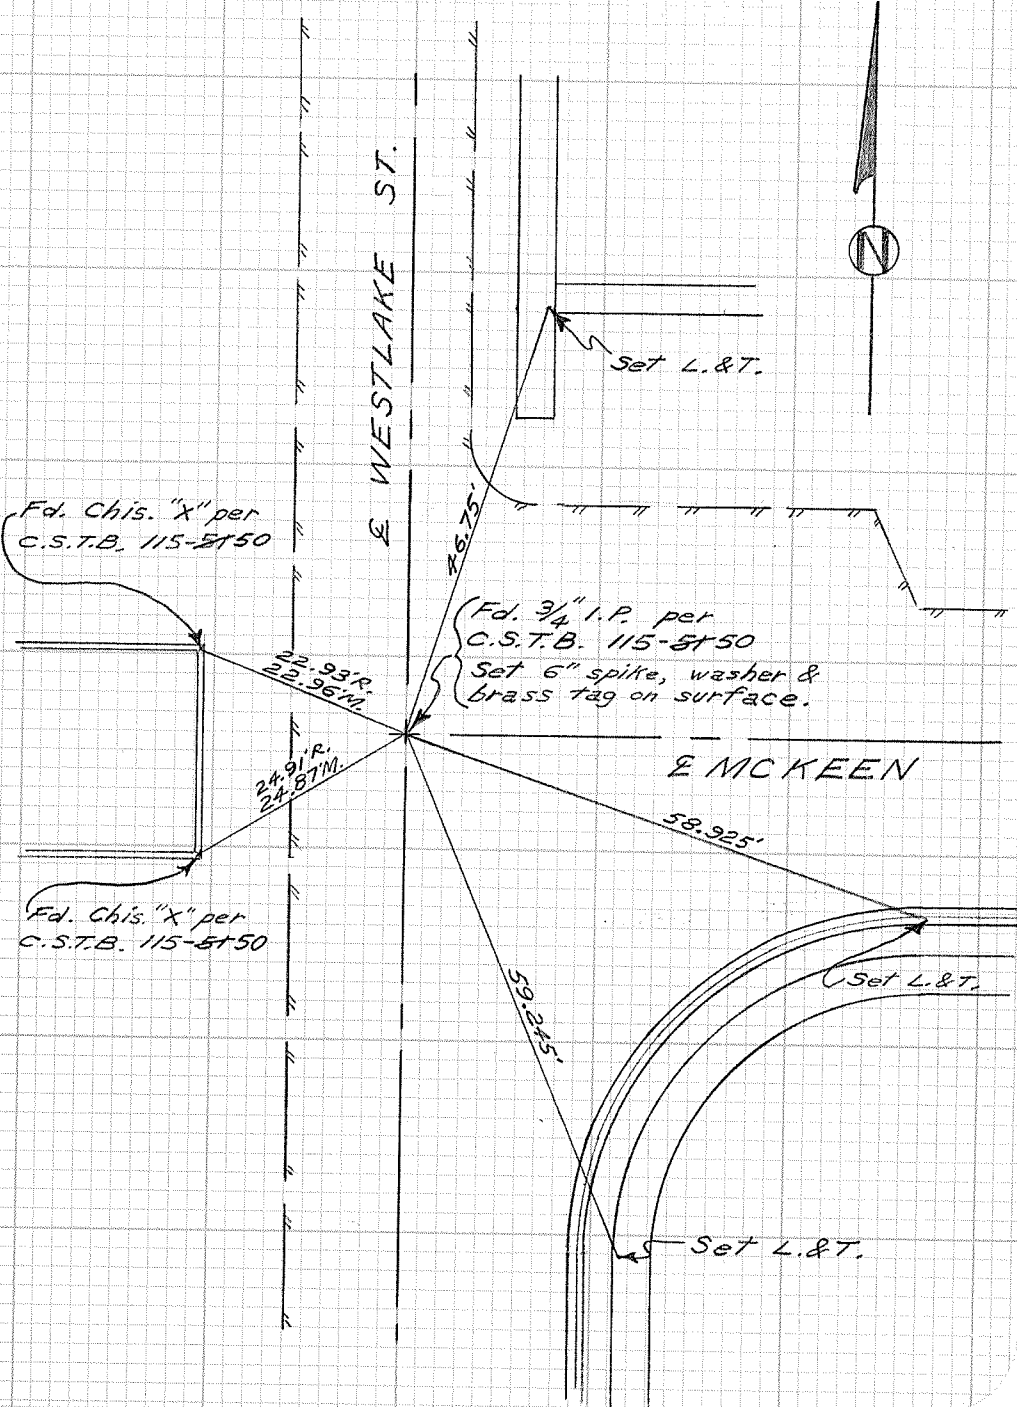 ℄ WESTLAKE ST.
N
Set L.&T.
Fd. Chis. "X" per
C.S.T.B. 115-5150
46.75'
Fd. 3/4" I.P. per
C.S.T.B. 115-5150
Set 6" spike, washer &
brass tag on surface.
22.93'R.
22.96'M.
℄ MCKEEN
24.91'R.
24.87'M.
58.925'
Fd. Chis. "X" per
C.S.T.B. 115-5150
Set L.&T.
59.245'
Set L.&T.